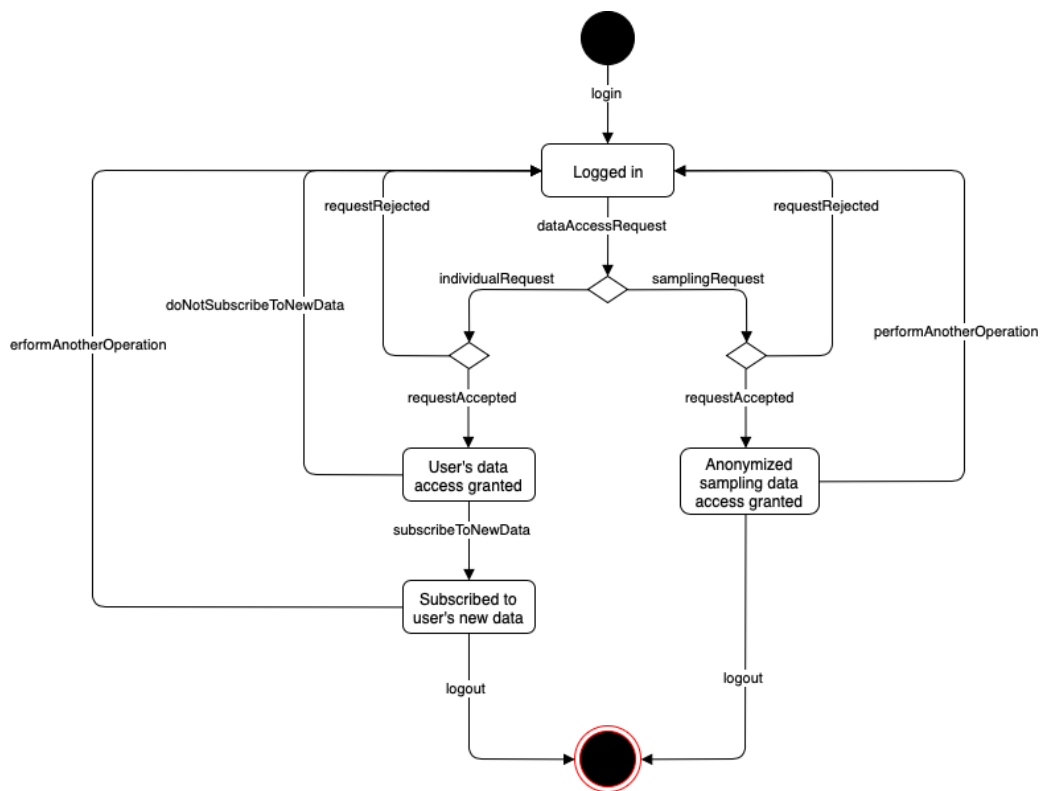 login
Logged in
requestRejected
requestRejected
dataAccessRequest
individualRequest
samplingRequest
doNotSubscribeToNewData
erformAnotherOperation
performAnotherOperation
requestAccepted
requestAccepted
User's data
access granted
Anonymized
sampling data
access granted
subscribeToNewData
Subscribed to
user's new data
logout
logout